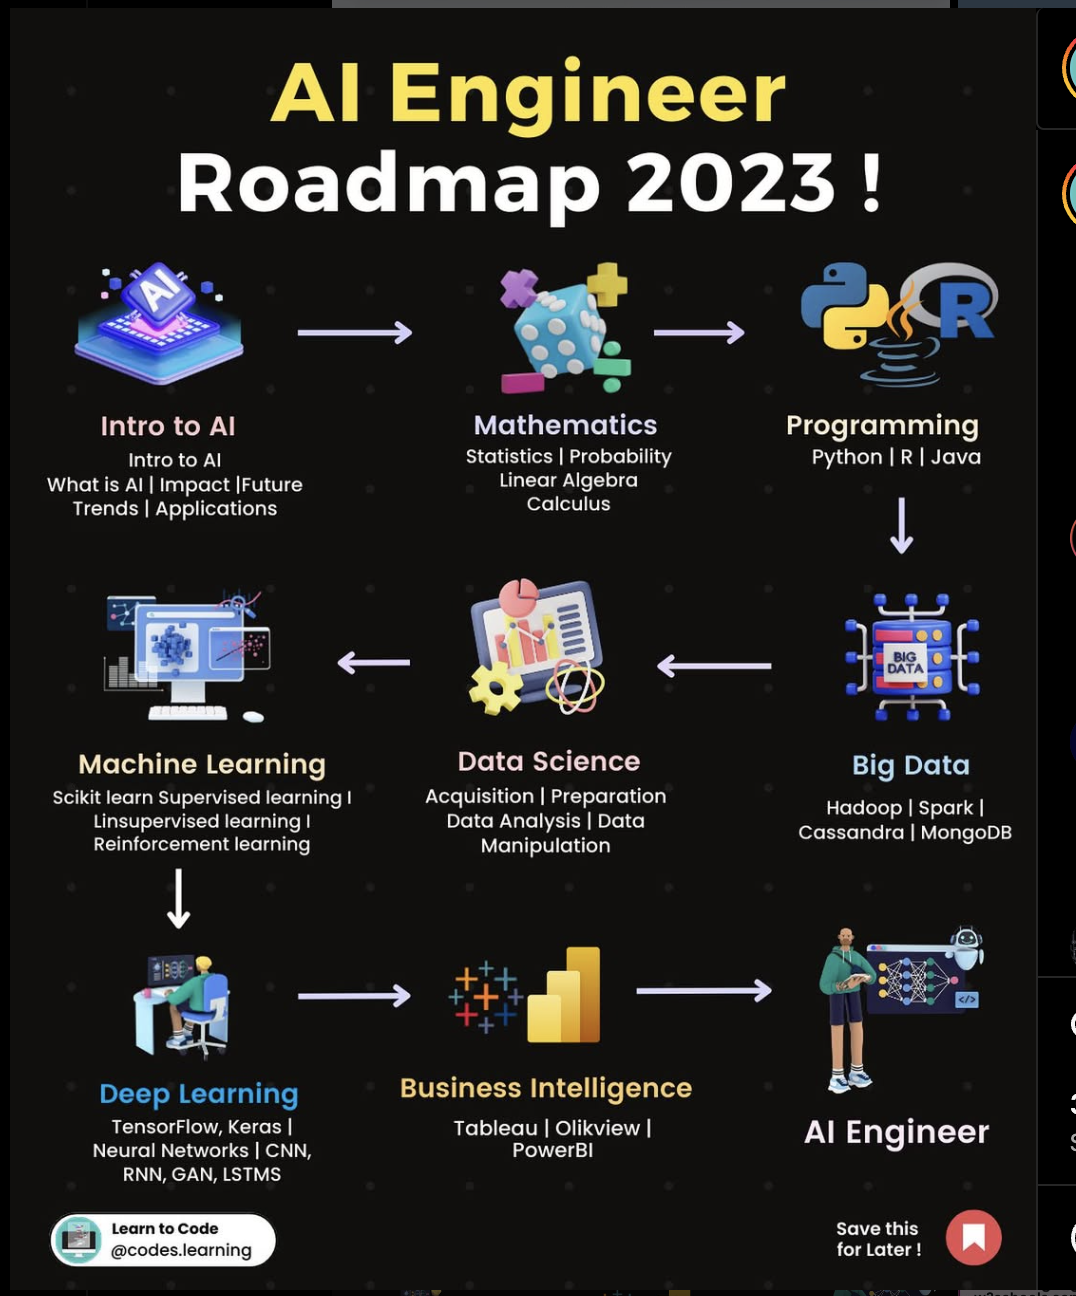 AI Engineer
Roadmap 2023 !
AI
Intro to AI
Intro to AI
What is AI | Impact |Future
Trends | Applications
Mathematics
Statistics | Probability
Linear Algebra
Calculus
R
Programming
Python | R | Java
BIG
DATA
Big Data
Hadoop | Spark |
Cassandra | MongoDB
Data Science
Acquisition | Preparation
Data Analysis | Data
Manipulation
Machine Learning
Scikit learn Supervised learning I
Linsupervised learning I
Reinforcement learning
Deep Learning
TensorFlow, Keras |
Neural Networks | CNN,
RNN, GAN, LSTMS
Business Intelligence
Tableau | Olikview |
PowerBI
</>
AI Engineer
Learn to Code
@codes.learning
Save this
for Later !